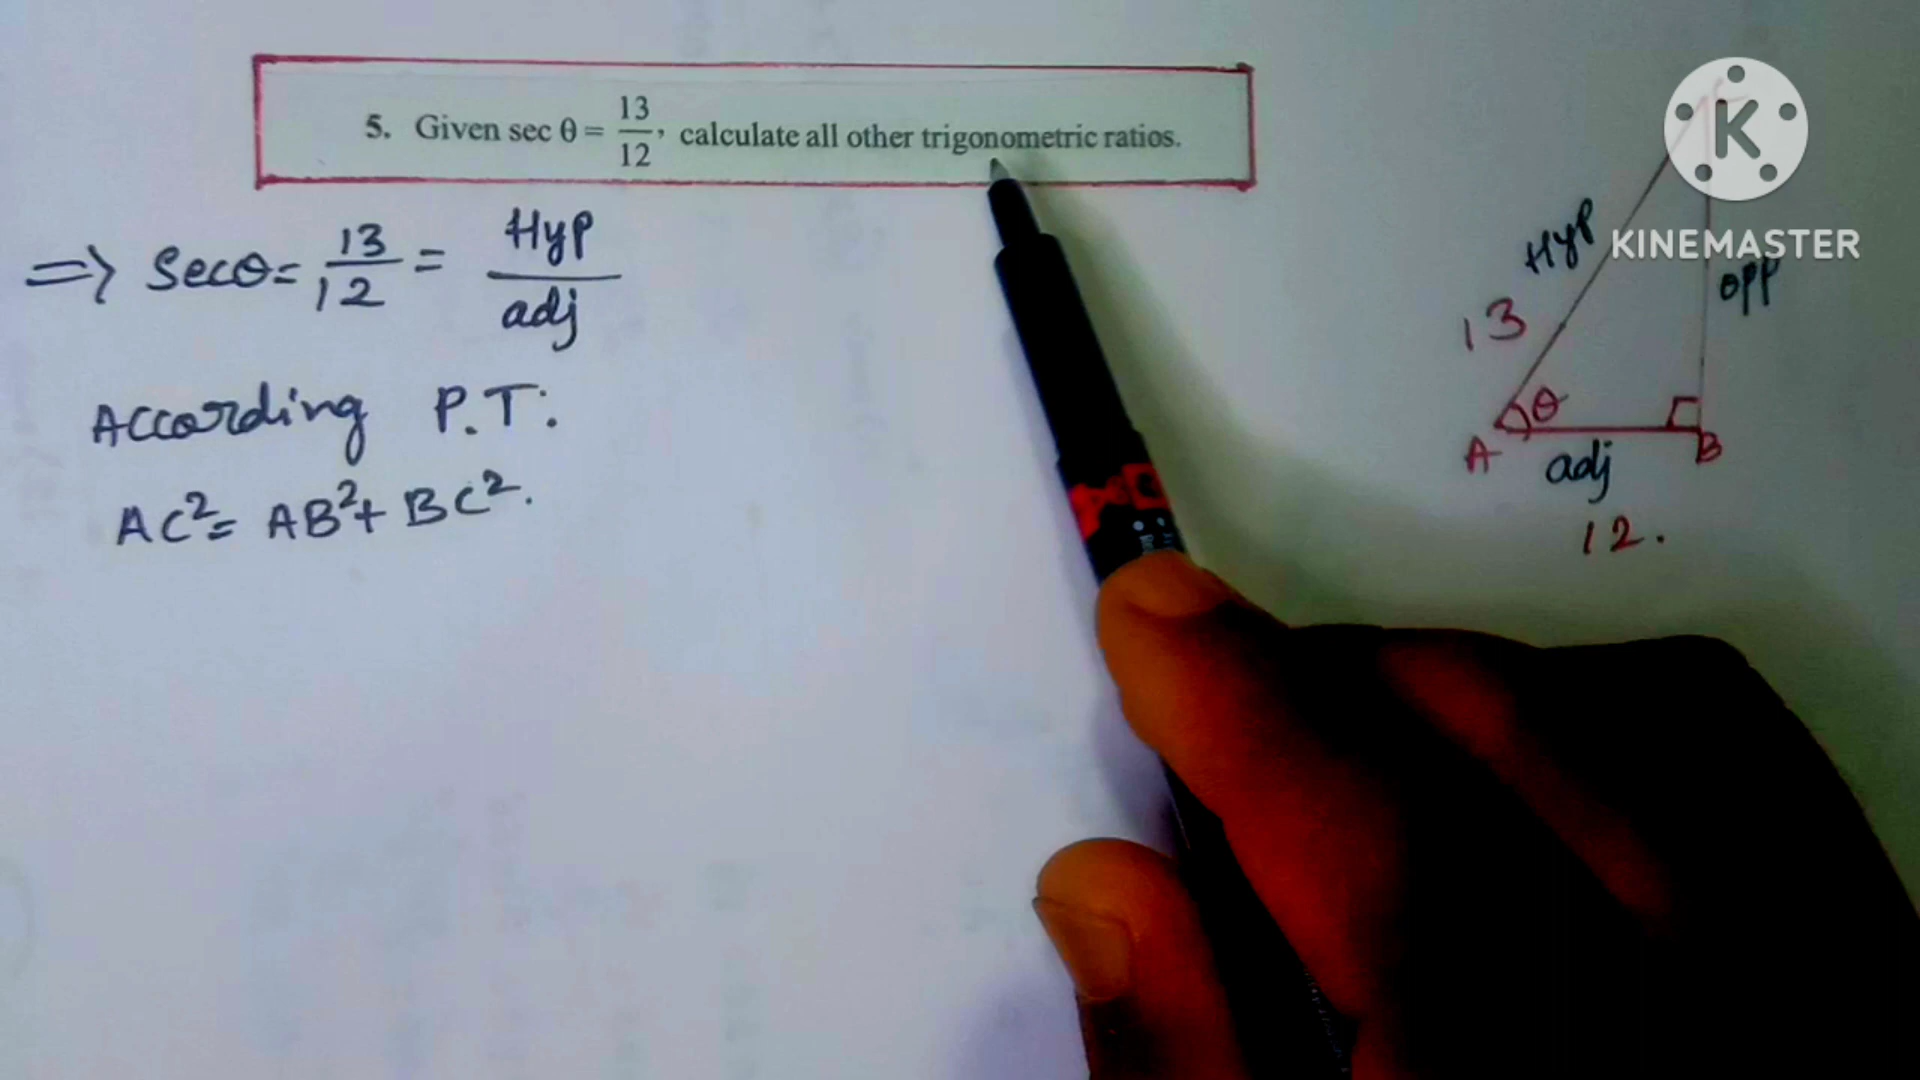 5. Given sec θ = 13/12, calculate all other trigonometric ratios.
⇒ Secθ = 13/12 = Hyp/adj
According P.T:
AC² = AB² + BC².
K
KINEMASTER
Hyp
opp
13
θ
A
B
adj
12.